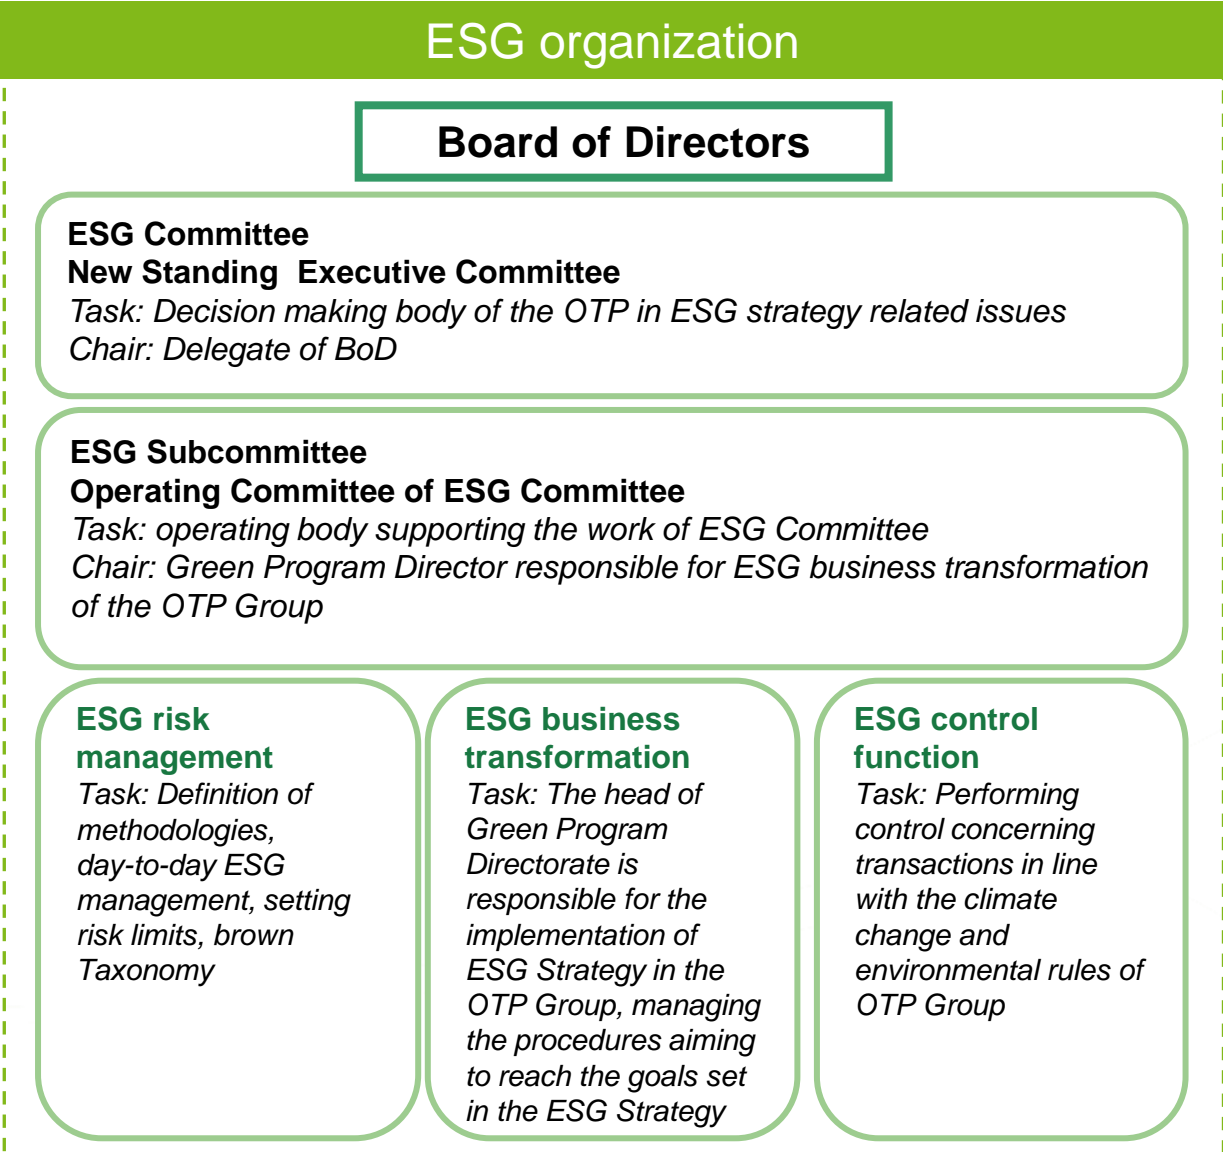 ESG organization
Board of Directors
ESG Committee
New Standing  Executive Committee
Task: Decision making body of the OTP in ESG strategy related issues
Chair: Delegate of BoD
ESG Subcommittee
Operating Committee of ESG Committee
Task: operating body supporting the work of ESG Committee
Chair: Green Program Director responsible for ESG business transformation
of the OTP Group
ESG risk
management
Task: Definition of
methodologies,
day-to-day ESG
management, setting
risk limits, brown
Taxonomy
ESG business
transformation
Task: The head of
Green Program
Directorate is
responsible for the
implementation of
ESG Strategy in the
OTP Group, managing
the procedures aiming
to reach the goals set
in the ESG Strategy
ESG control
function
Task: Performing
control concerning
transactions in line
with the climate
change and
environmental rules of
OTP Group